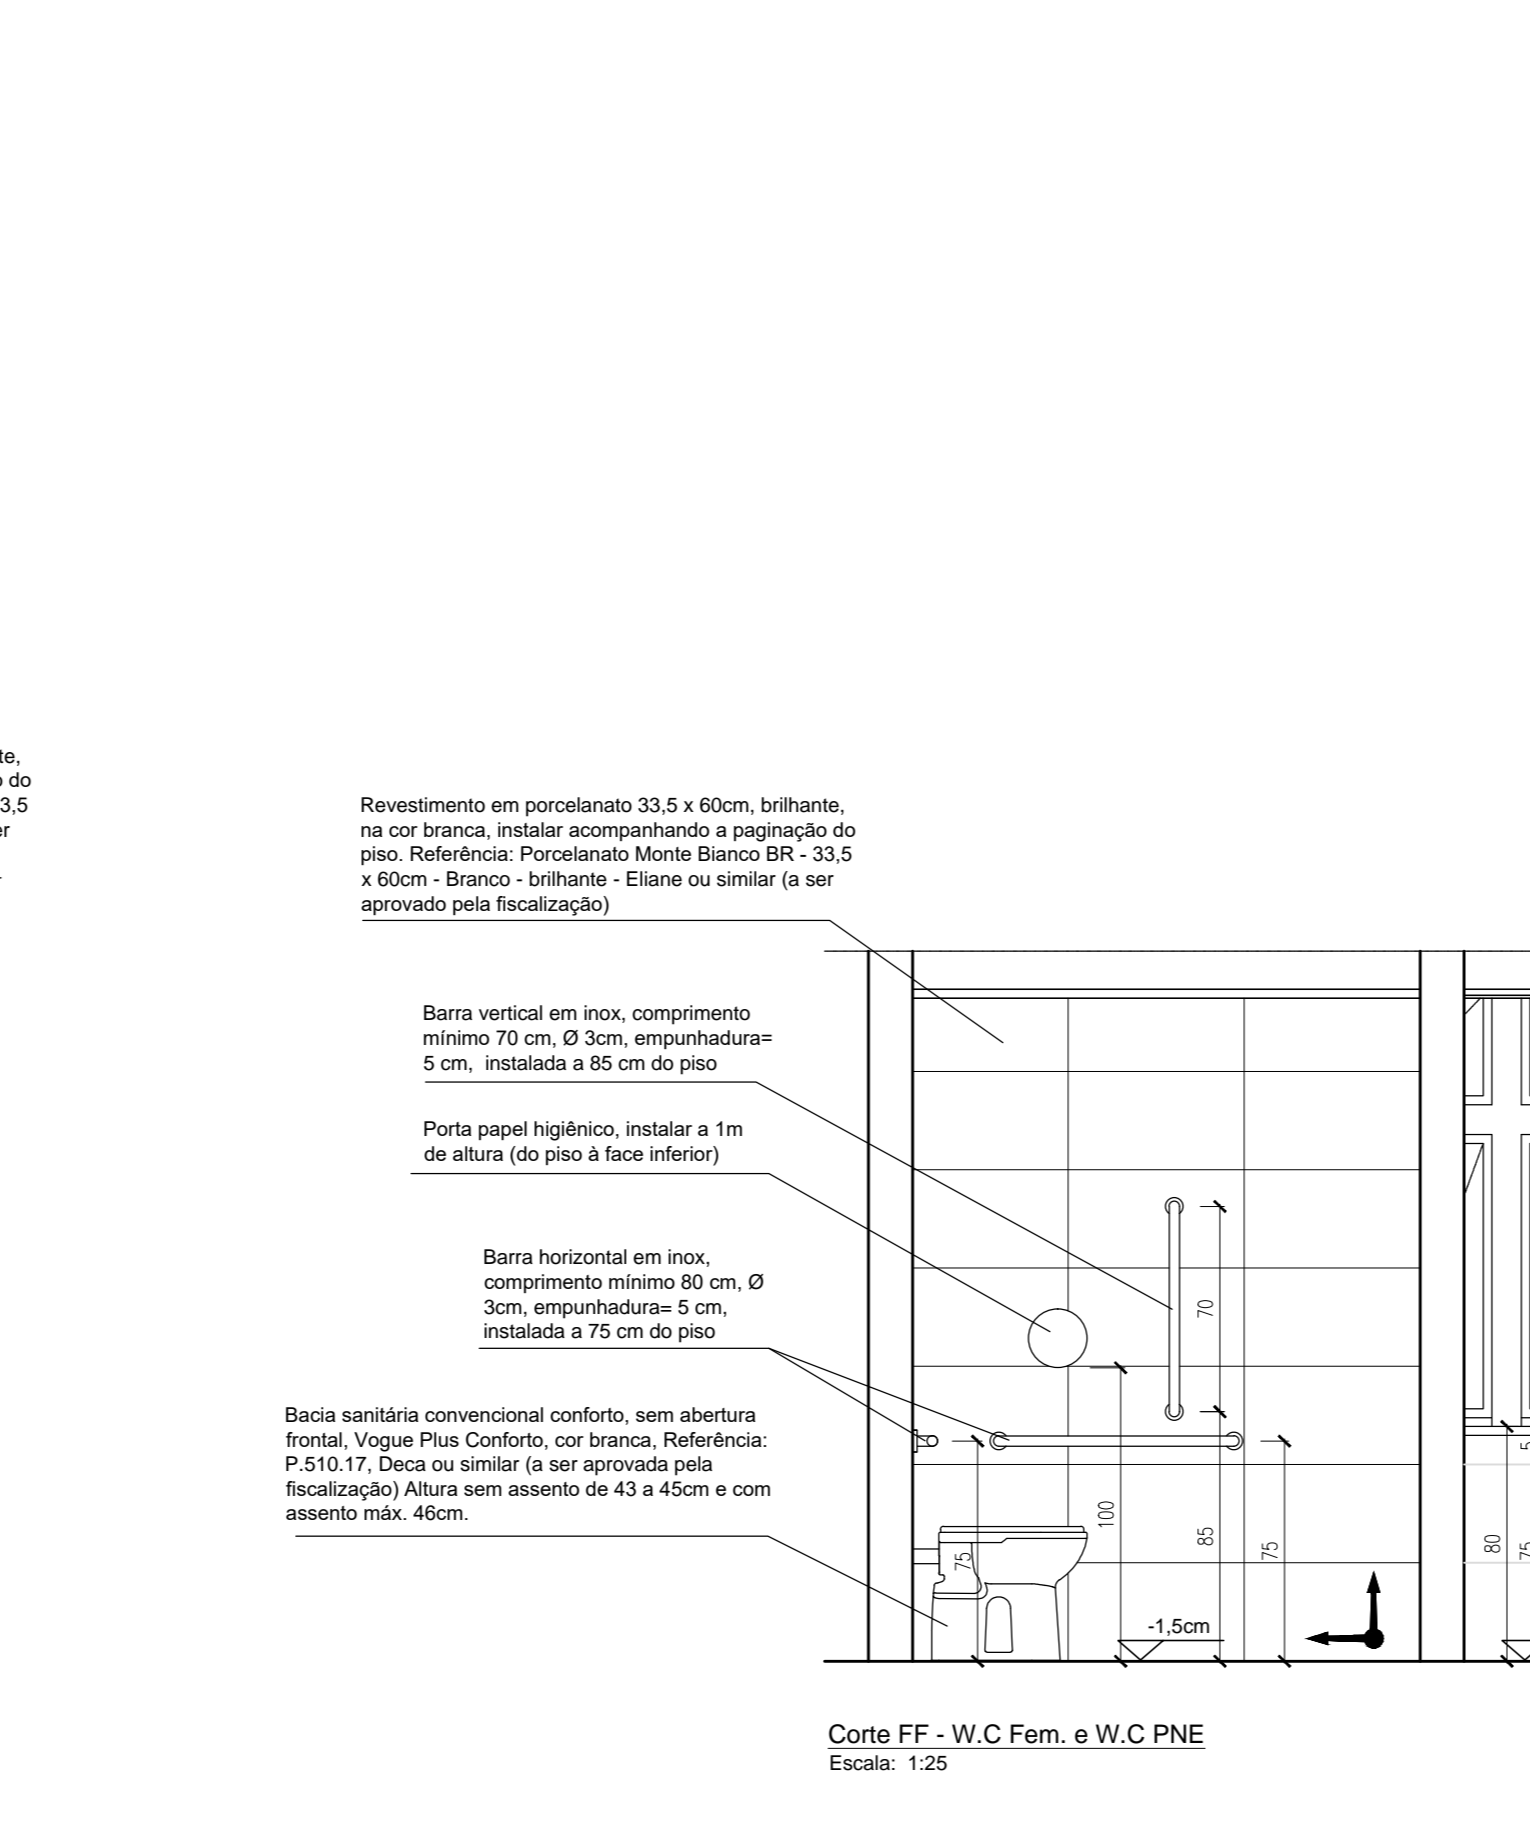 te,
o do
3,5
er
Revestimento em porcelanato 33,5 x 60cm, brilhante,
na cor branca, instalar acompanhando a paginação do
piso. Referência: Porcelanato Monte Bianco BR - 33,5
x 60cm - Branco - brilhante - Eliane ou similar (a ser
aprovado pela fiscalização)
Barra vertical em inox, comprimento
mínimo 70 cm, Ø 3cm, empunhadura=
5 cm, instalada a 85 cm do piso
Porta papel higiênico, instalar a 1m
de altura (do piso à face inferior)
Barra horizontal em inox,
comprimento mínimo 80 cm, Ø
3cm, empunhadura= 5 cm,
instalada a 75 cm do piso
Bacia sanitária convencional conforto, sem abertura
frontal, Vogue Plus Conforto, cor branca, Referência:
P.510.17, Deca ou similar (a ser aprovada pela
fiscalização) Altura sem assento de 43 a 45cm e com
assento máx. 46cm.
70
75
100
85
75
80
75
-1,5cm
Corte FF - W.C Fem. e W.C PNE
Escala: 1:25